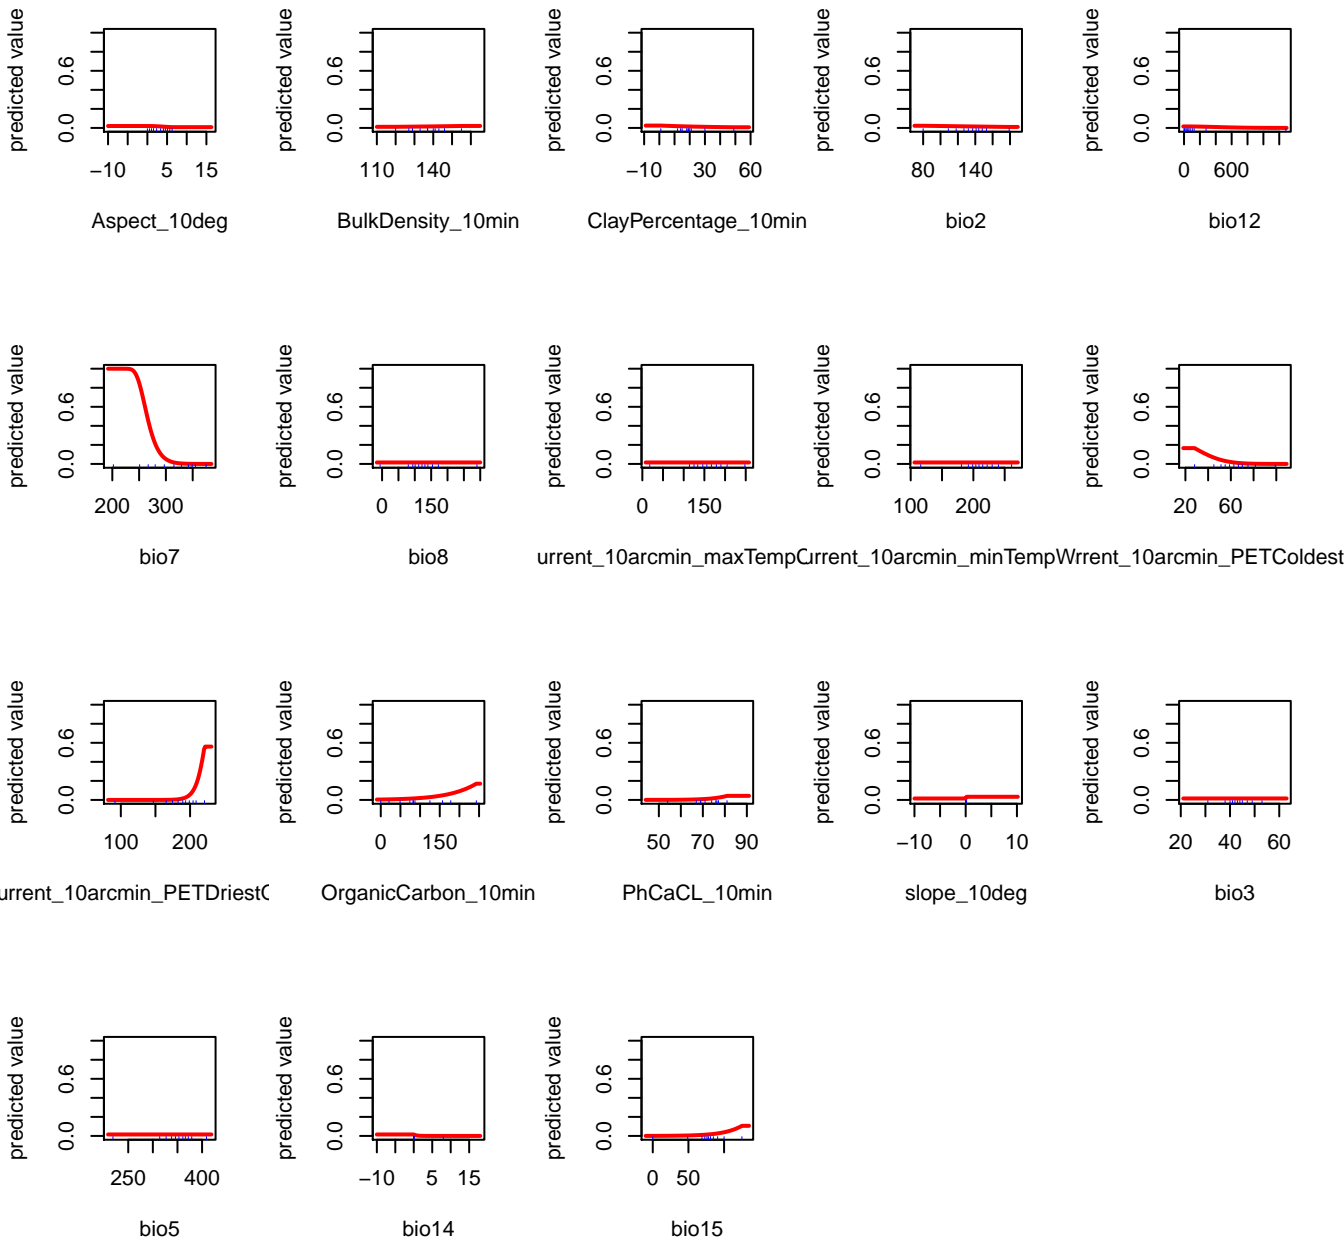 predicted value
0.0 0.6
−10 5 15
Aspect_10deg
predicted value
0.0 0.6
110 140
BulkDensity_10min
predicted value
0.0 0.6
−10 30 60
ClayPercentage_10min
predicted value
0.0 0.6
80 140
bio2
predicted value
0.0 0.6
0 600
bio12
predicted value
0.0 0.6
200 300
bio7
predicted value
0.0 0.6
0 150
bio8
predicted value
0.0 0.6
0 150
urrent_10arcmin_maxTempC
predicted value
0.0 0.6
100 200
urrent_10arcmin_minTempW
predicted value
0.0 0.6
20 60
rrent_10arcmin_PETColdest
predicted value
0.0 0.6
100 200
urrent_10arcmin_PETDriestQ
predicted value
0.0 0.6
0 150
OrganicCarbon_10min
predicted value
0.0 0.6
50 70 90
PhCaCL_10min
predicted value
0.0 0.6
−10 0 10
slope_10deg
predicted value
0.0 0.6
20 40 60
bio3
predicted value
0.0 0.6
250 400
bio5
predicted value
0.0 0.6
−10 5 15
bio14
predicted value
0.0 0.6
0 50
bio15